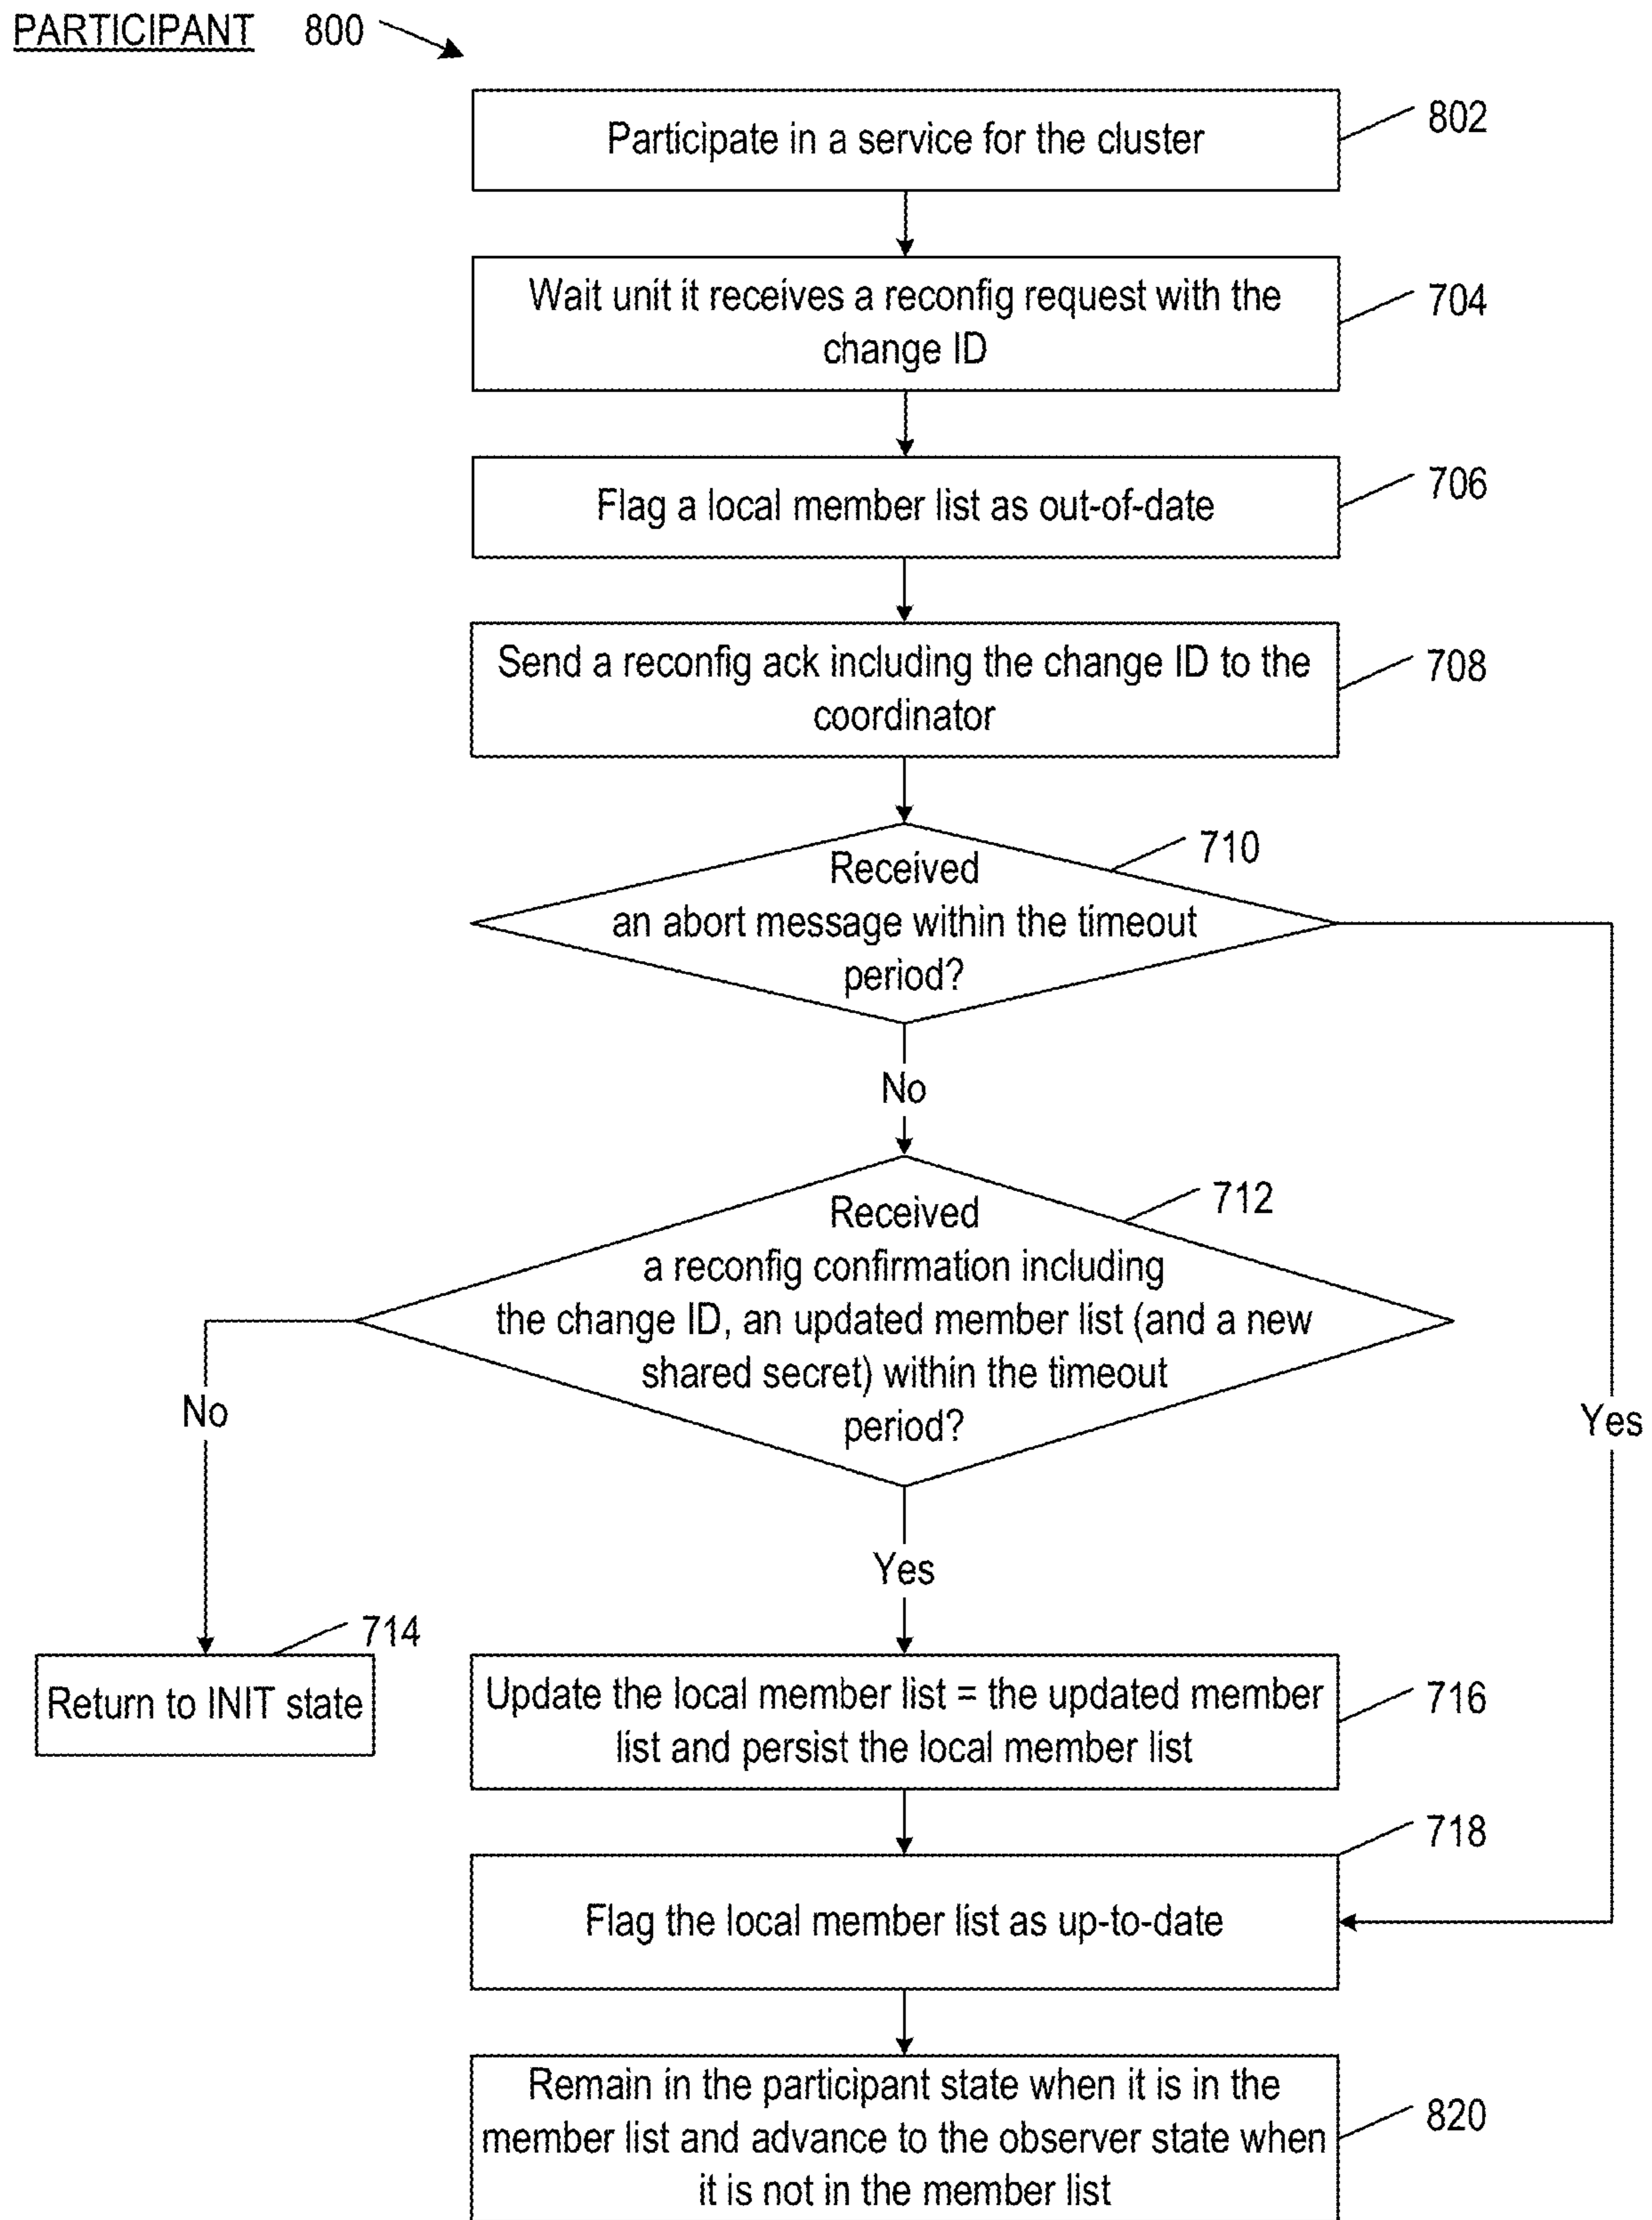 PARTICIPANT 800
Participate in a service for the cluster
802
Wait unit it receives a reconfig request with the
change ID
704
Flag a local member list as out-of-date
706
Send a reconfig ack including the change ID to the
coordinator
708
Received
an abort message within the timeout
period?
710
No
Received
a reconfig confirmation including
the change ID, an updated member list (and a new
shared secret) within the timeout
period?
712
No
Yes
Yes
Return to INIT state
714
Update the local member list = the updated member
list and persist the local member list
716
Flag the local member list as up-to-date
718
Remain in the participant state when it is in the
member list and advance to the observer state when
it is not in the member list
820